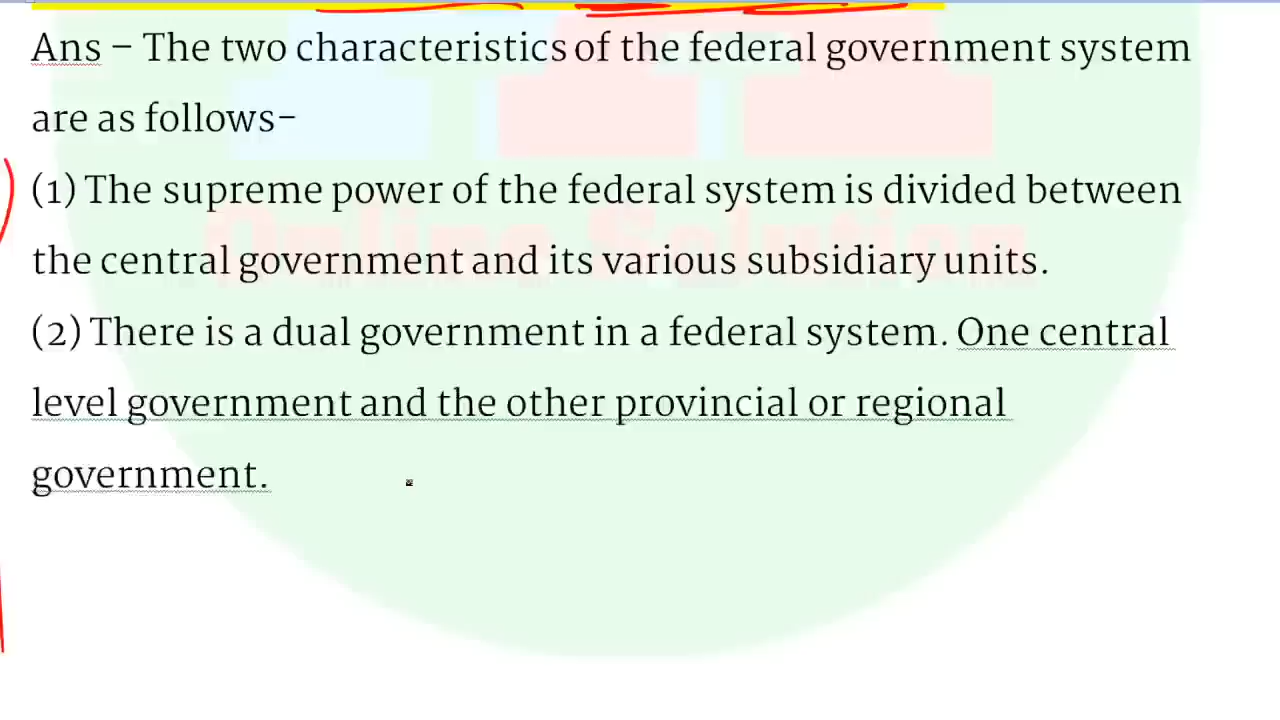 Ans – The two characteristics of the federal government system
are as follows-
(1) The supreme power of the federal system is divided between
the central government and its various subsidiary units.
(2) There is a dual government in a federal system. One central
level government and the other provincial or regional
government.
Online Solution